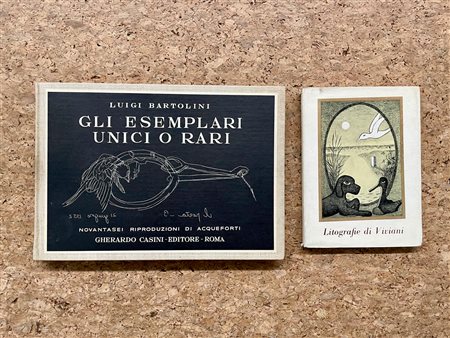 LUIGI BARTOLINI
GLI ESEMPLARI
UNICI O RARI
NOVANTASEI RIPRODUZIONI DI ACQUEFORTI
GHERARDO CASINI · EDITORE · ROMA
Litografie di Viviani